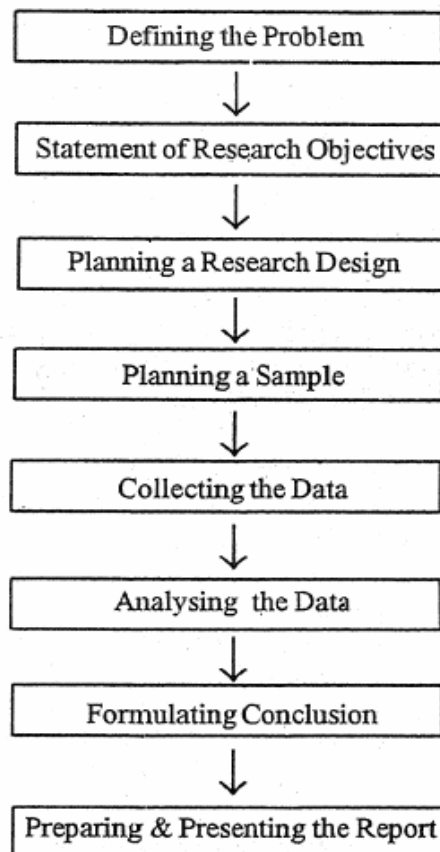 Defining the Problem
Statement of Research Objectives
Planning a Research Design
Planning a Sample
Collecting the Data
Analysing the Data
Formulating Conclusion
Preparing & Presenting the Report